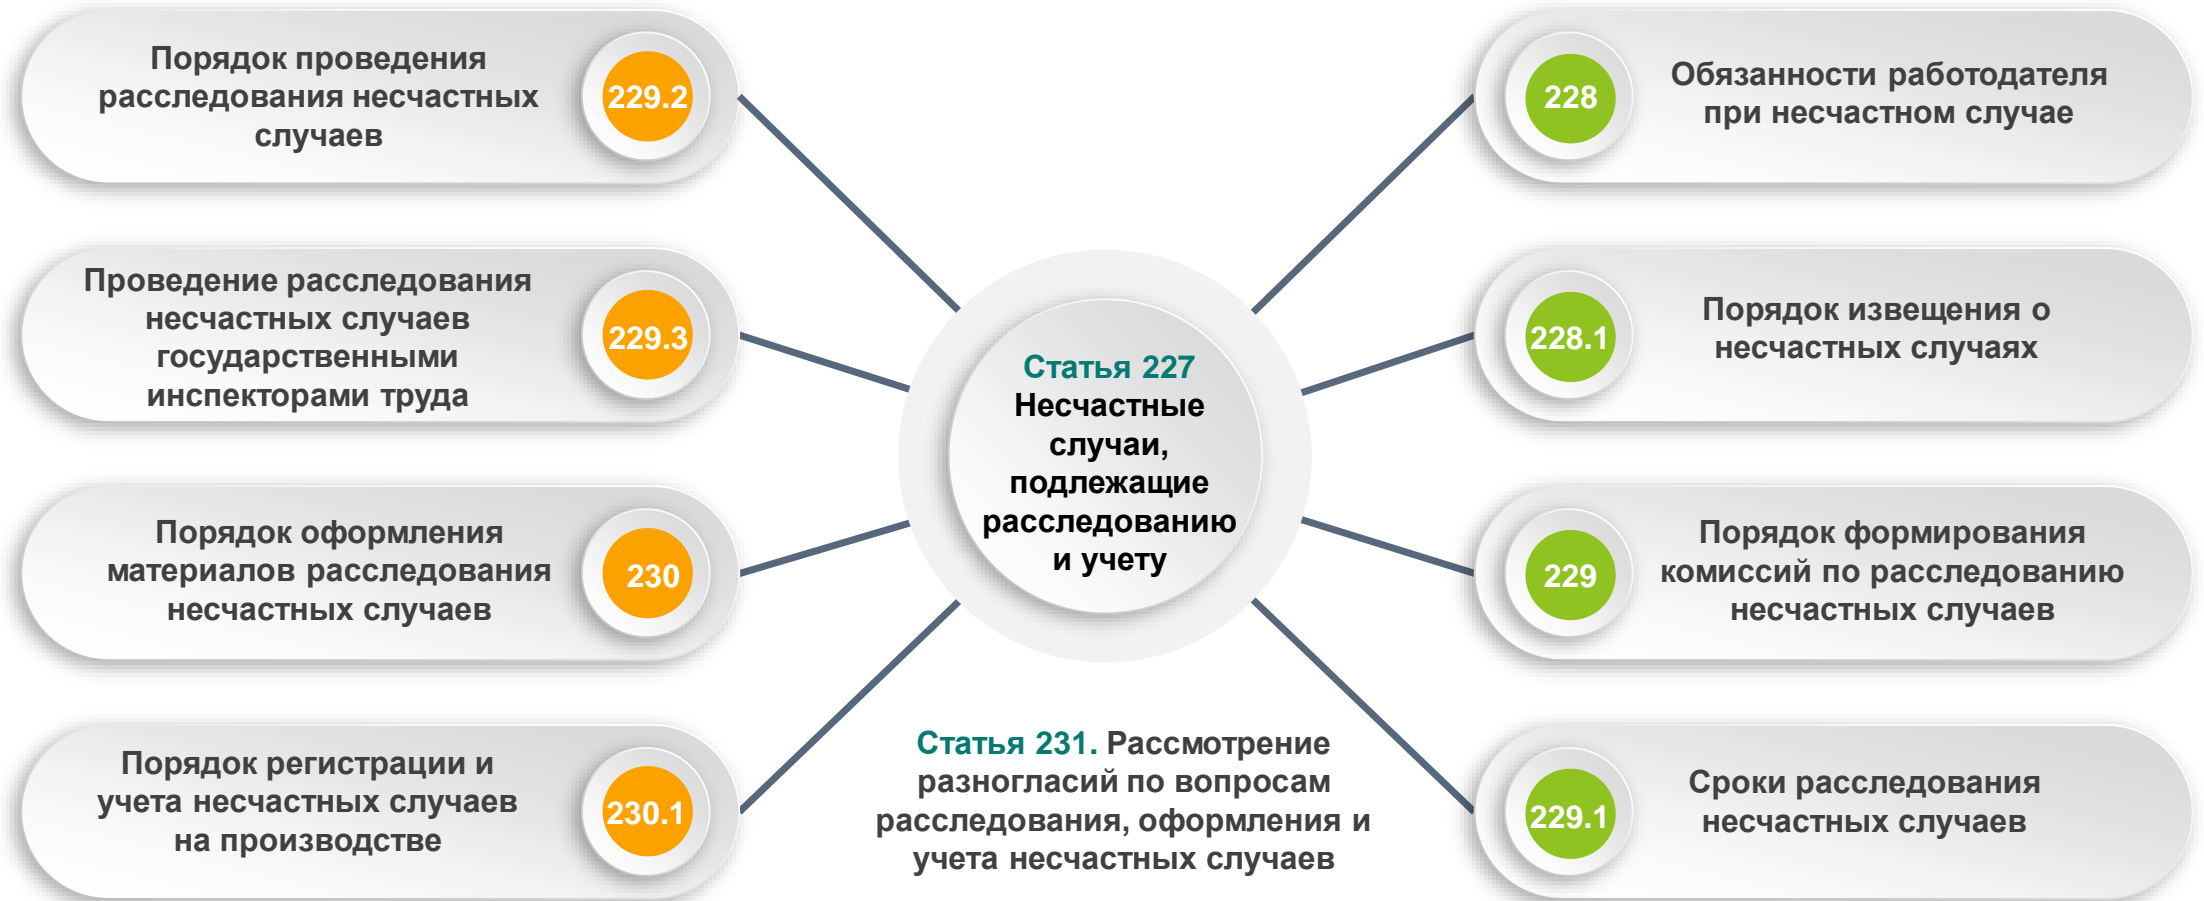 Порядок проведения
расследования несчастных
случаев
229.2
Проведение расследования
несчастных случаев
государственными
инспекторами труда
229.3
Порядок оформления
материалов расследования
несчастных случаев
230
Порядок регистрации и
учета несчастных случаев
на производстве
230.1
Статья 227
Несчастные
случаи,
подлежащие
расследованию
и учету
Статья 231. Рассмотрение
разногласий по вопросам
расследования, оформления и
учета несчастных случаев
228
Обязанности работодателя
при несчастном случае
228.1
Порядок извещения о
несчастных случаях
229
Порядок формирования
комиссий по расследованию
несчастных случаев
229.1
Сроки расследования
несчастных случаев